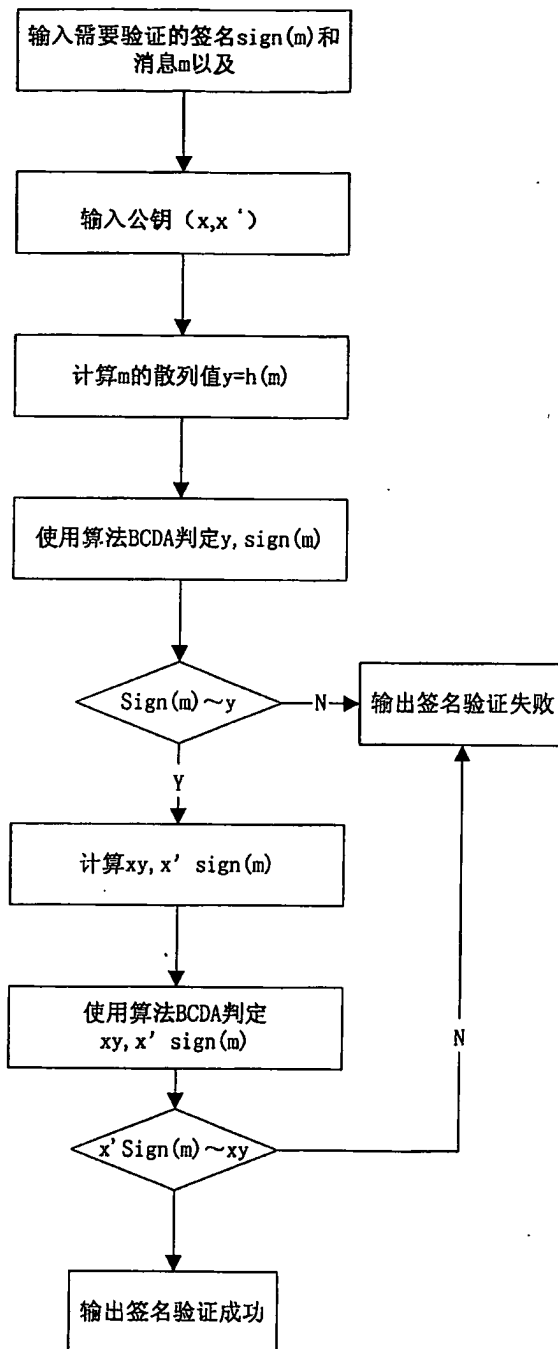 输入需要验证的签名sign(m)和
消息m以及
输入公钥（x,x‘）
计算m的散列值y=h(m)
使用算法BCDA判定y,sign(m)
Sign(m)～y
N
输出签名验证失败
Y
计算xy,x’sign(m)
使用算法BCDA判定
xy,x’sign(m)
N
x'Sign(m)～xy
输出签名验证成功